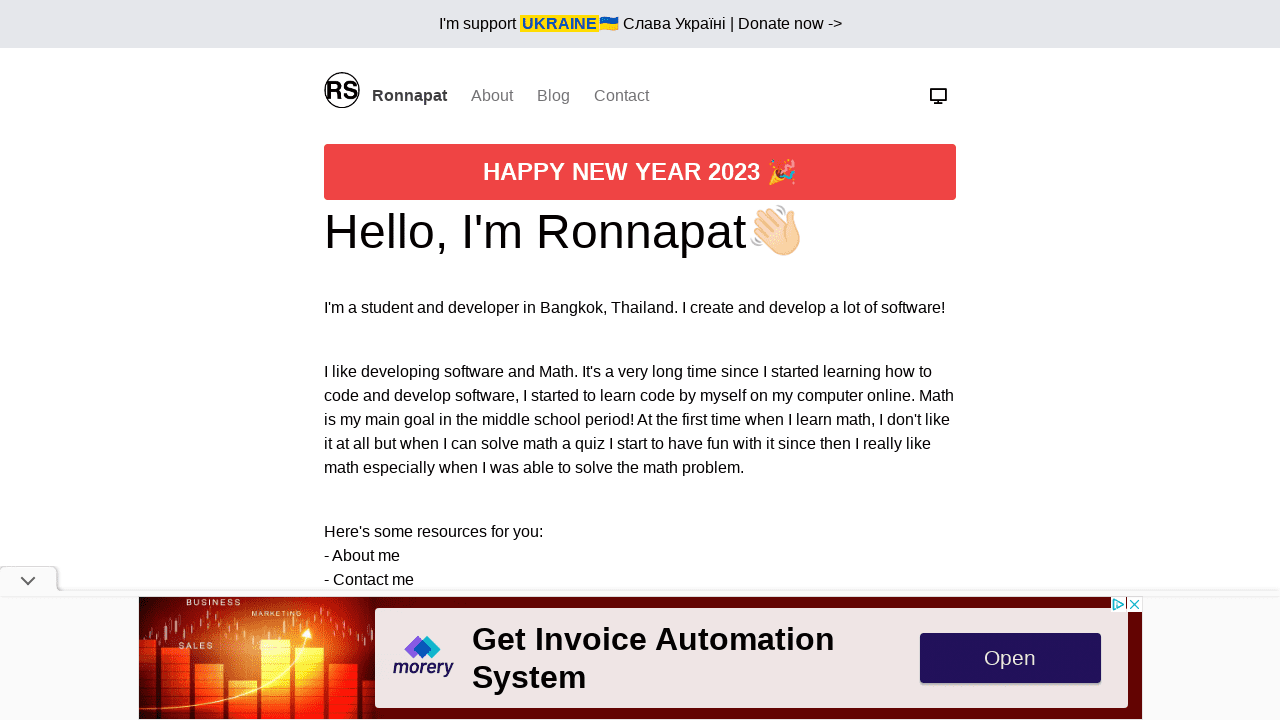 I'm support UKRAINE🇺🇦 Слава Україні | Donate now ->
RS Ronnapat About Blog Contact
HAPPY NEW YEAR 2023 🎉
Hello, I'm Ronnapat👋🏻
I'm a student and developer in Bangkok, Thailand. I create and develop a lot of software!
I like developing software and Math. It's a very long time since I started learning how to
code and develop software, I started to learn code by myself on my computer online. Math
is my main goal in the middle school period! At the first time when I learn math, I don't like
it at all but when I can solve math a quiz I start to have fun with it since then I really like
math especially when I was able to solve the math problem.
Here's some resources for you:
- About me
- Contact me
BUSINESS
MARKETING
SALES
morery
Get Invoice Automation
System
Open